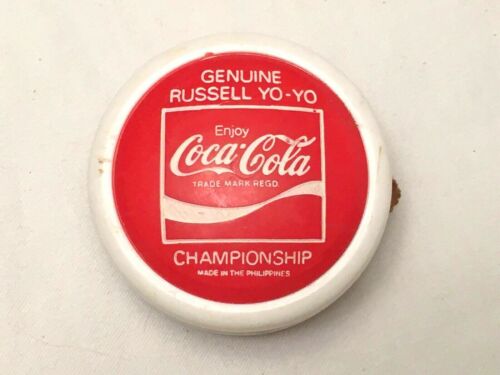 GENUINE
RUSSELL YO-YO
Enjoy
Coca-Cola
TRADE MARK REGD
CHAMPIONSHIP
MADE IN THE PHILIPPINES